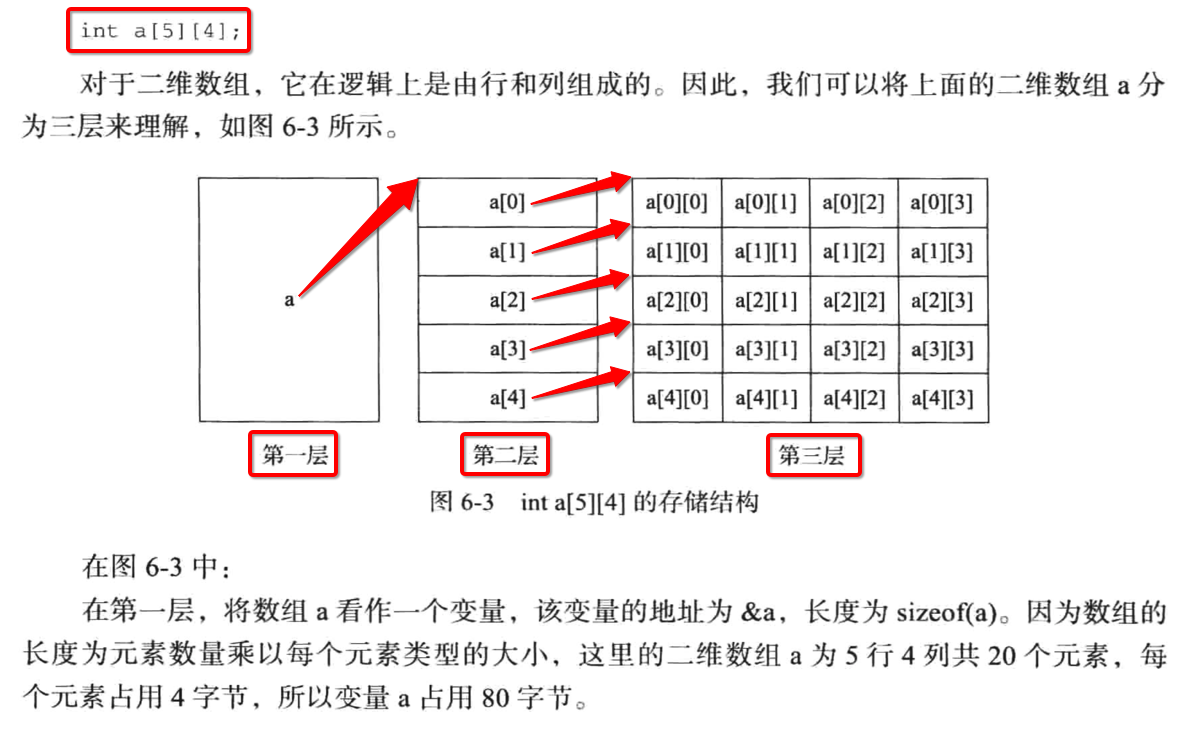 int a[5][4];
对于二维数组，它在逻辑上是由行和列组成的。因此，我们可以将上面的二维数组 a 分
为三层来理解，如图 6-3 所示。
a
a[0] a[0][0] a[0][1] a[0][2] a[0][3]
a[1] a[1][0] a[1][1] a[1][2] a[1][3]
a[2] a[2][0] a[2][1] a[2][2] a[2][3]
a[3] a[3][0] a[3][1] a[3][2] a[3][3]
a[4] a[4][0] a[4][1] a[4][2] a[4][3]
第一层 第二层 第三层
图 6-3 int a[5][4] 的存储结构
在图 6-3 中：
在第一层，将数组 a 看作一个变量，该变量的地址为 &a，长度为 sizeof(a)。因为数组的
长度为元素数量乘以每个元素类型的大小，这里的二维数组 a 为 5 行 4 列共 20 个元素，每
个元素占用 4 字节，所以变量 a 占用 80 字节。